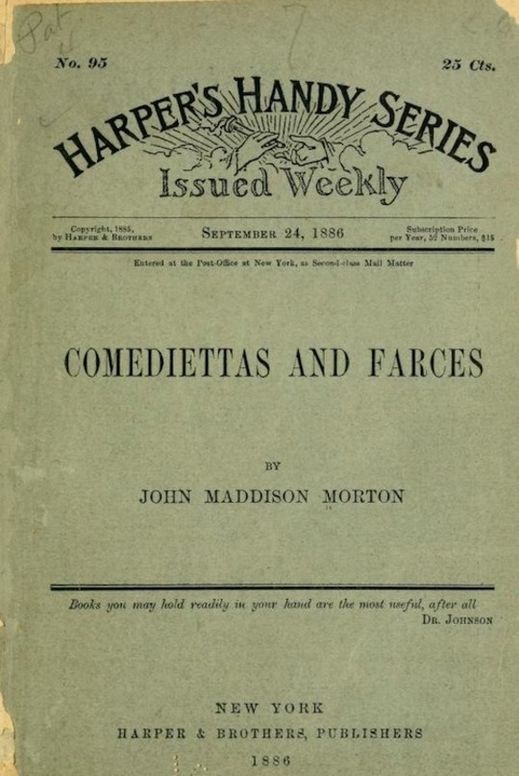 Pat
No. 95
25 Cts.
HARPER'S HANDY SERIES
Issued Weekly
Copyright, 1885,
by HARPER & BROTHERS
SEPTEMBER 24, 1886
Subscription Price
per Year, 52 Numbers, $15
Entered at the Post-Office at New York, as Second-class Mail Matter
COMEDIETTAS AND FARCES
BY
JOHN MADDISON MORTON
Books you may hold readily in your hand are the most useful, after all
DR. JOHNSON
NEW YORK
HARPER & BROTHERS, PUBLISHERS
1886